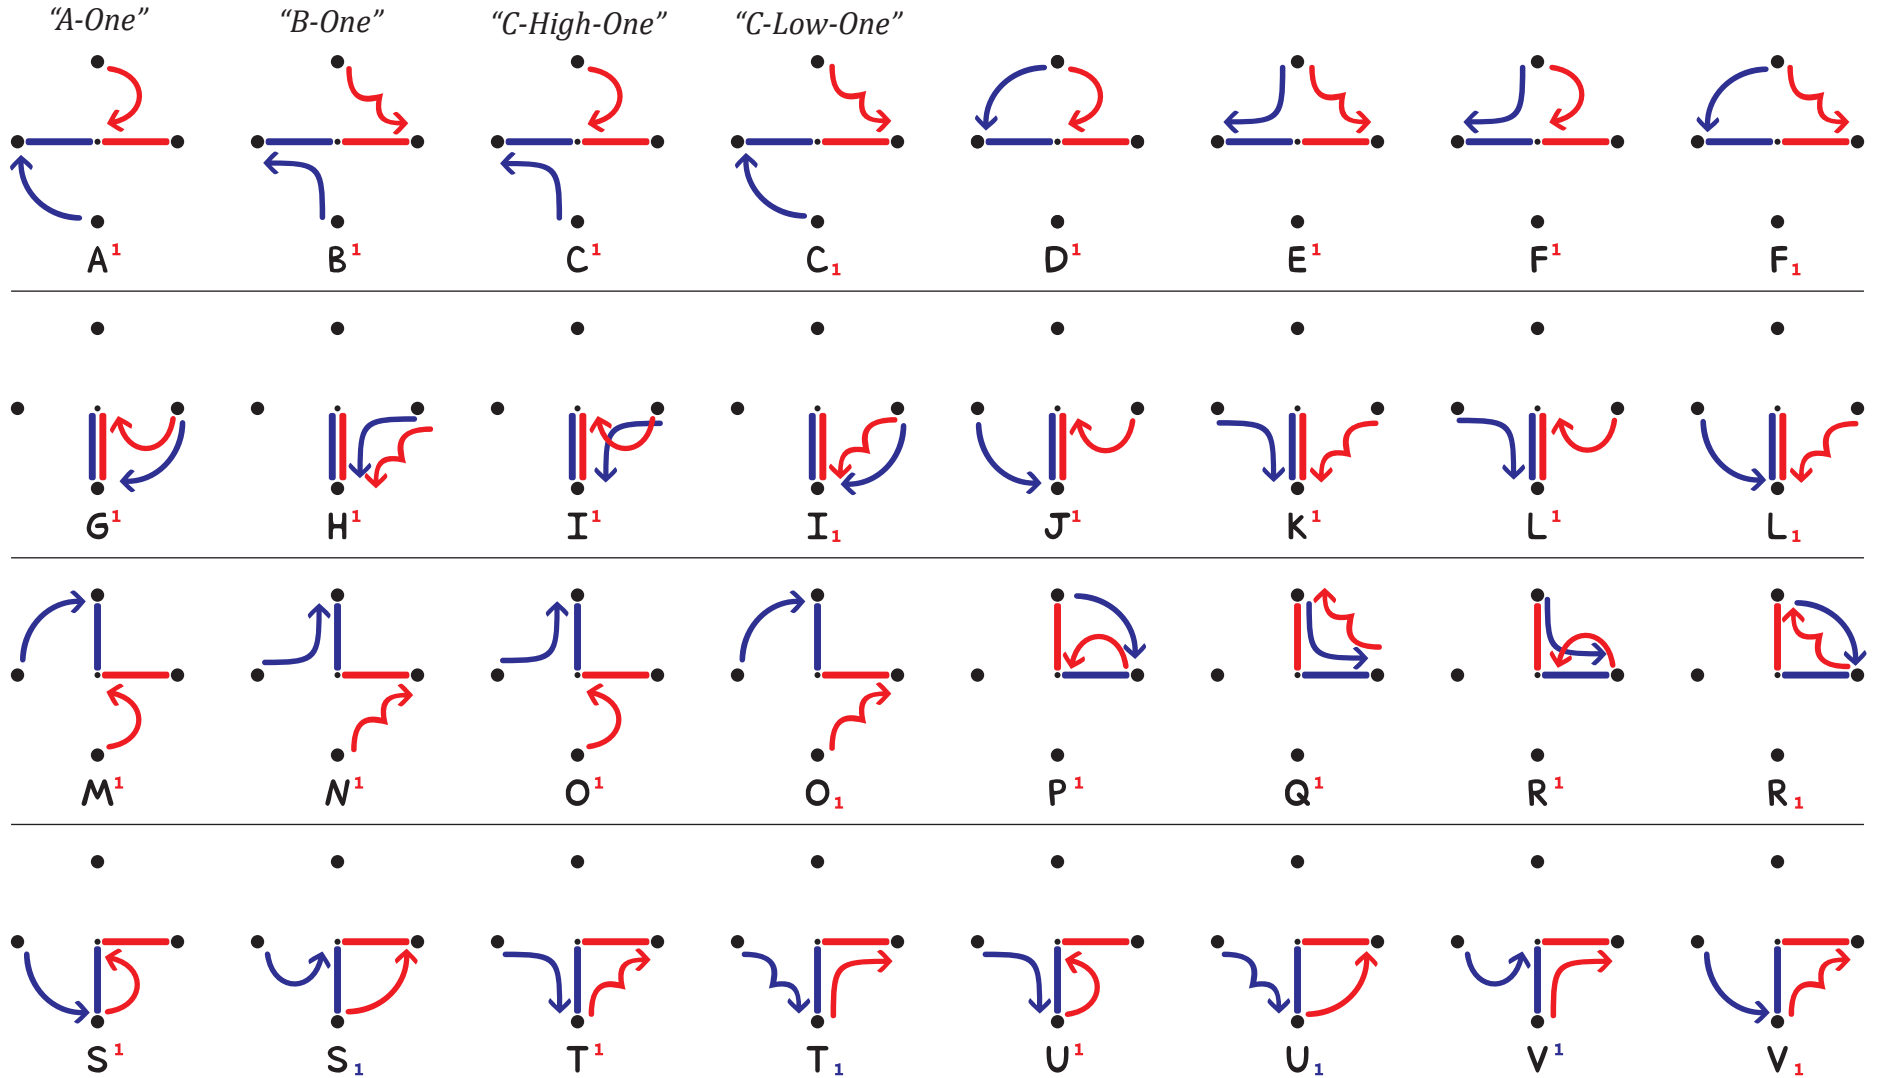 “A-One” “B-One” “C-High-One” “C-Low-One”
A¹ B¹ C¹ C₁ D¹ E¹ F¹ F₁
G¹ H¹ I¹ I₁ J¹ K¹ L¹ L₁
M¹ N¹ O¹ O₁ P¹ Q¹ R¹ R₁
S¹ S₁ T¹ T₁ U¹ U₁ V¹ V₁